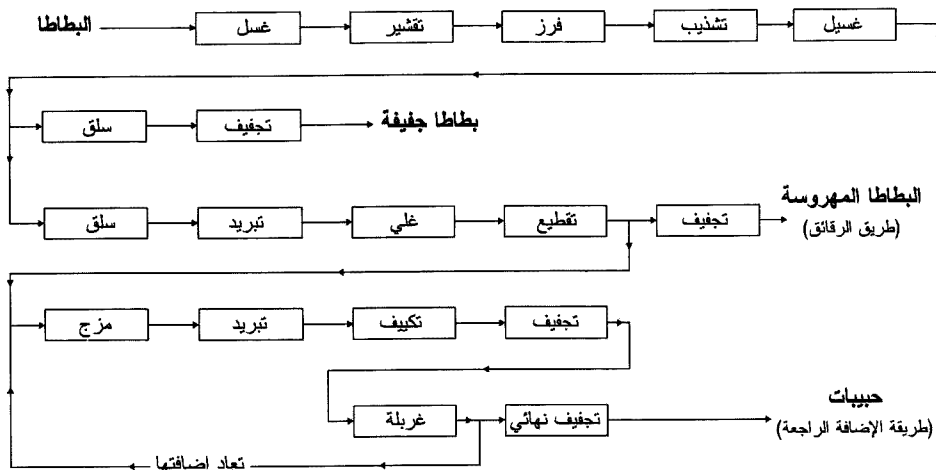 البطاطا
غسل
تقشير
فرز
تشذيب
غسيل
سلق
تجفيف
بطاطا جفيفة
سلق
تبريد
غلي
تقطيع
تجفيف
البطاطا المهروسة
(طريق الرقائق)
مزج
تبريد
تكييف
تجفيف
غربلة
تجفيف نهائي
حبيبات
(طريقة الإضافة الراجعة)
تعاد اضافتها